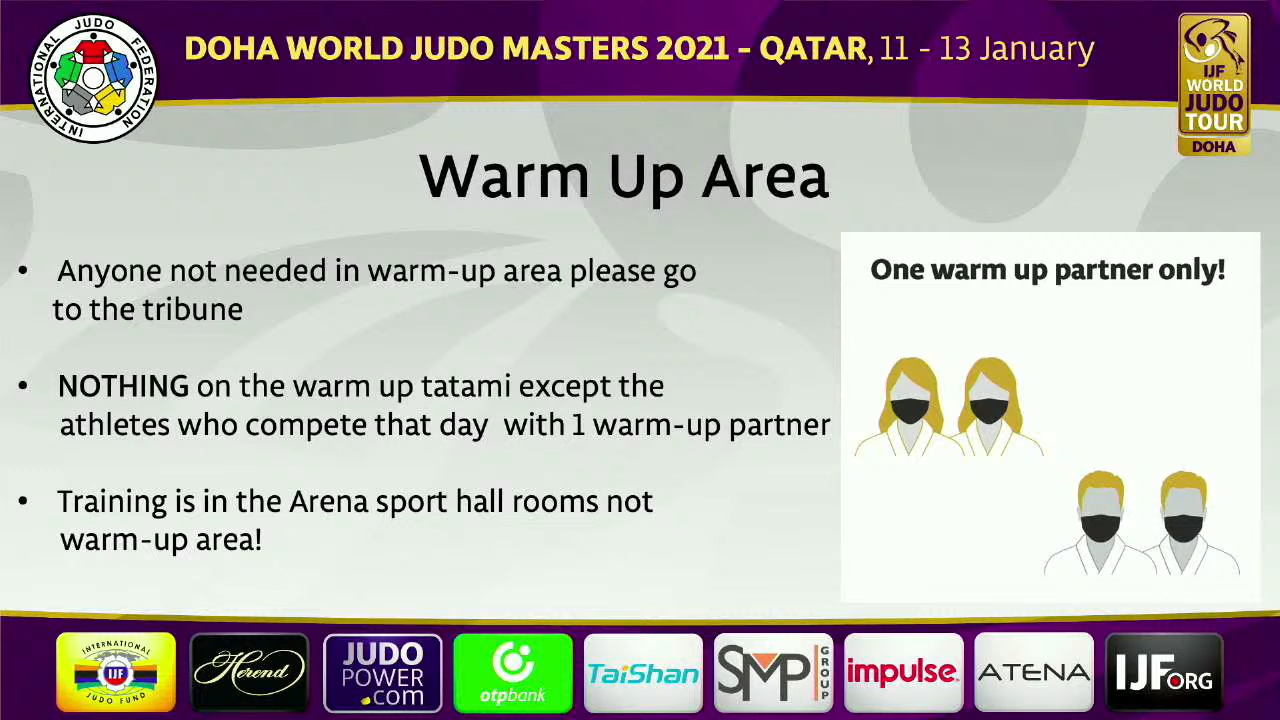 INTERNATIONAL JUDO FEDERATION
DOHA WORLD JUDO MASTERS 2021 - QATAR, 11 - 13 January
IJF
WORLD
JUDO
TOUR
DOHA
Warm Up Area
• Anyone not needed in warm-up area please go
to the tribune
• NOTHING on the warm up tatami except the
athletes who compete that day with 1 warm-up partner
• Training is in the Arena sport hall rooms not
warm-up area!
One warm up partner only!
INTERNATIONAL
IJF
JUDO FUND
Herend
JUDO
POWER
.com
otpbank
TaiShan
SMP GROUP
impulse
ATENA
IJF.ORG